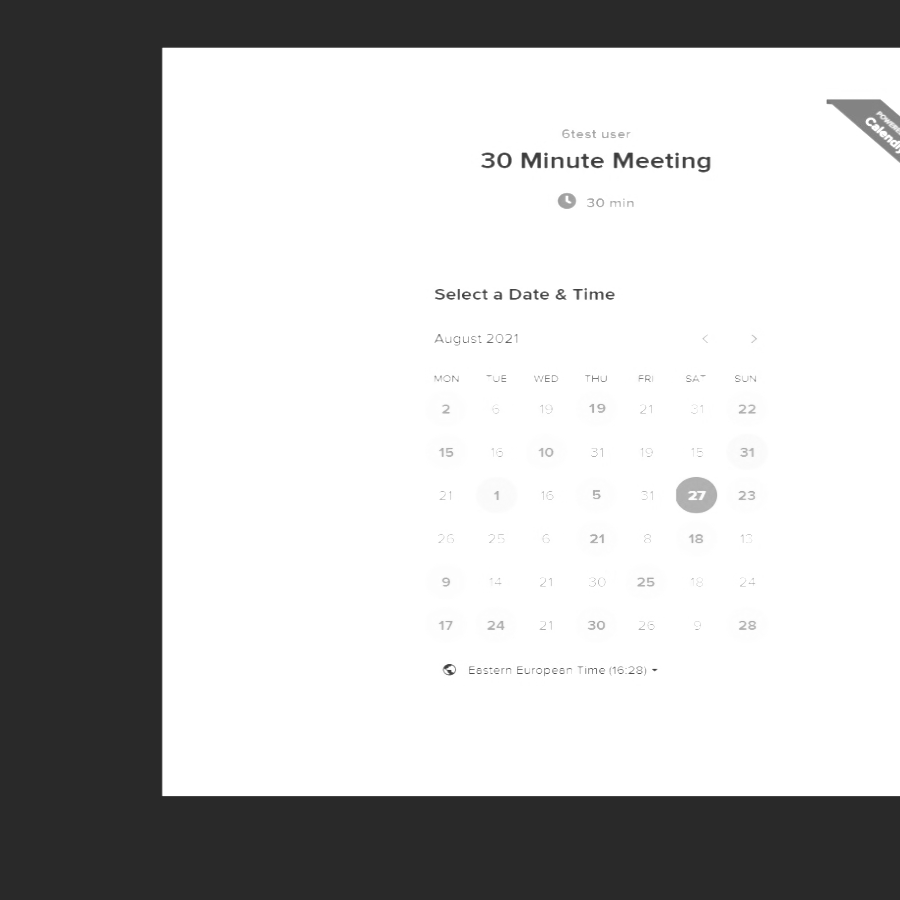 6test user
30 Minute Meeting
30 min
Calendly
Select a Date & Time
August 2021
MON TUE WED THU FRI SAT SUN
2 6 19 19 21 31 22
15 16 10 31 19 15 31
21 1 16 5 31 27 23
26 25 6 21 8 18 13
9 14 21 30 25 18 24
17 24 21 30 26 9 28
Eastern European Time (16:28)